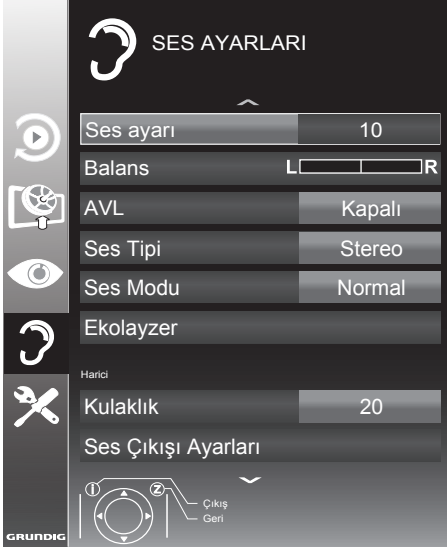 SES AYARLARI
Ses ayarı 10
Balans L R
AVL Kapalı
Ses Tipi Stereo
Ses Modu Normal
Ekolayzer
Harici
Kulaklık 20
Ses Çıkışı Ayarları
i Z Çıkış
Geri
GRUNDIG